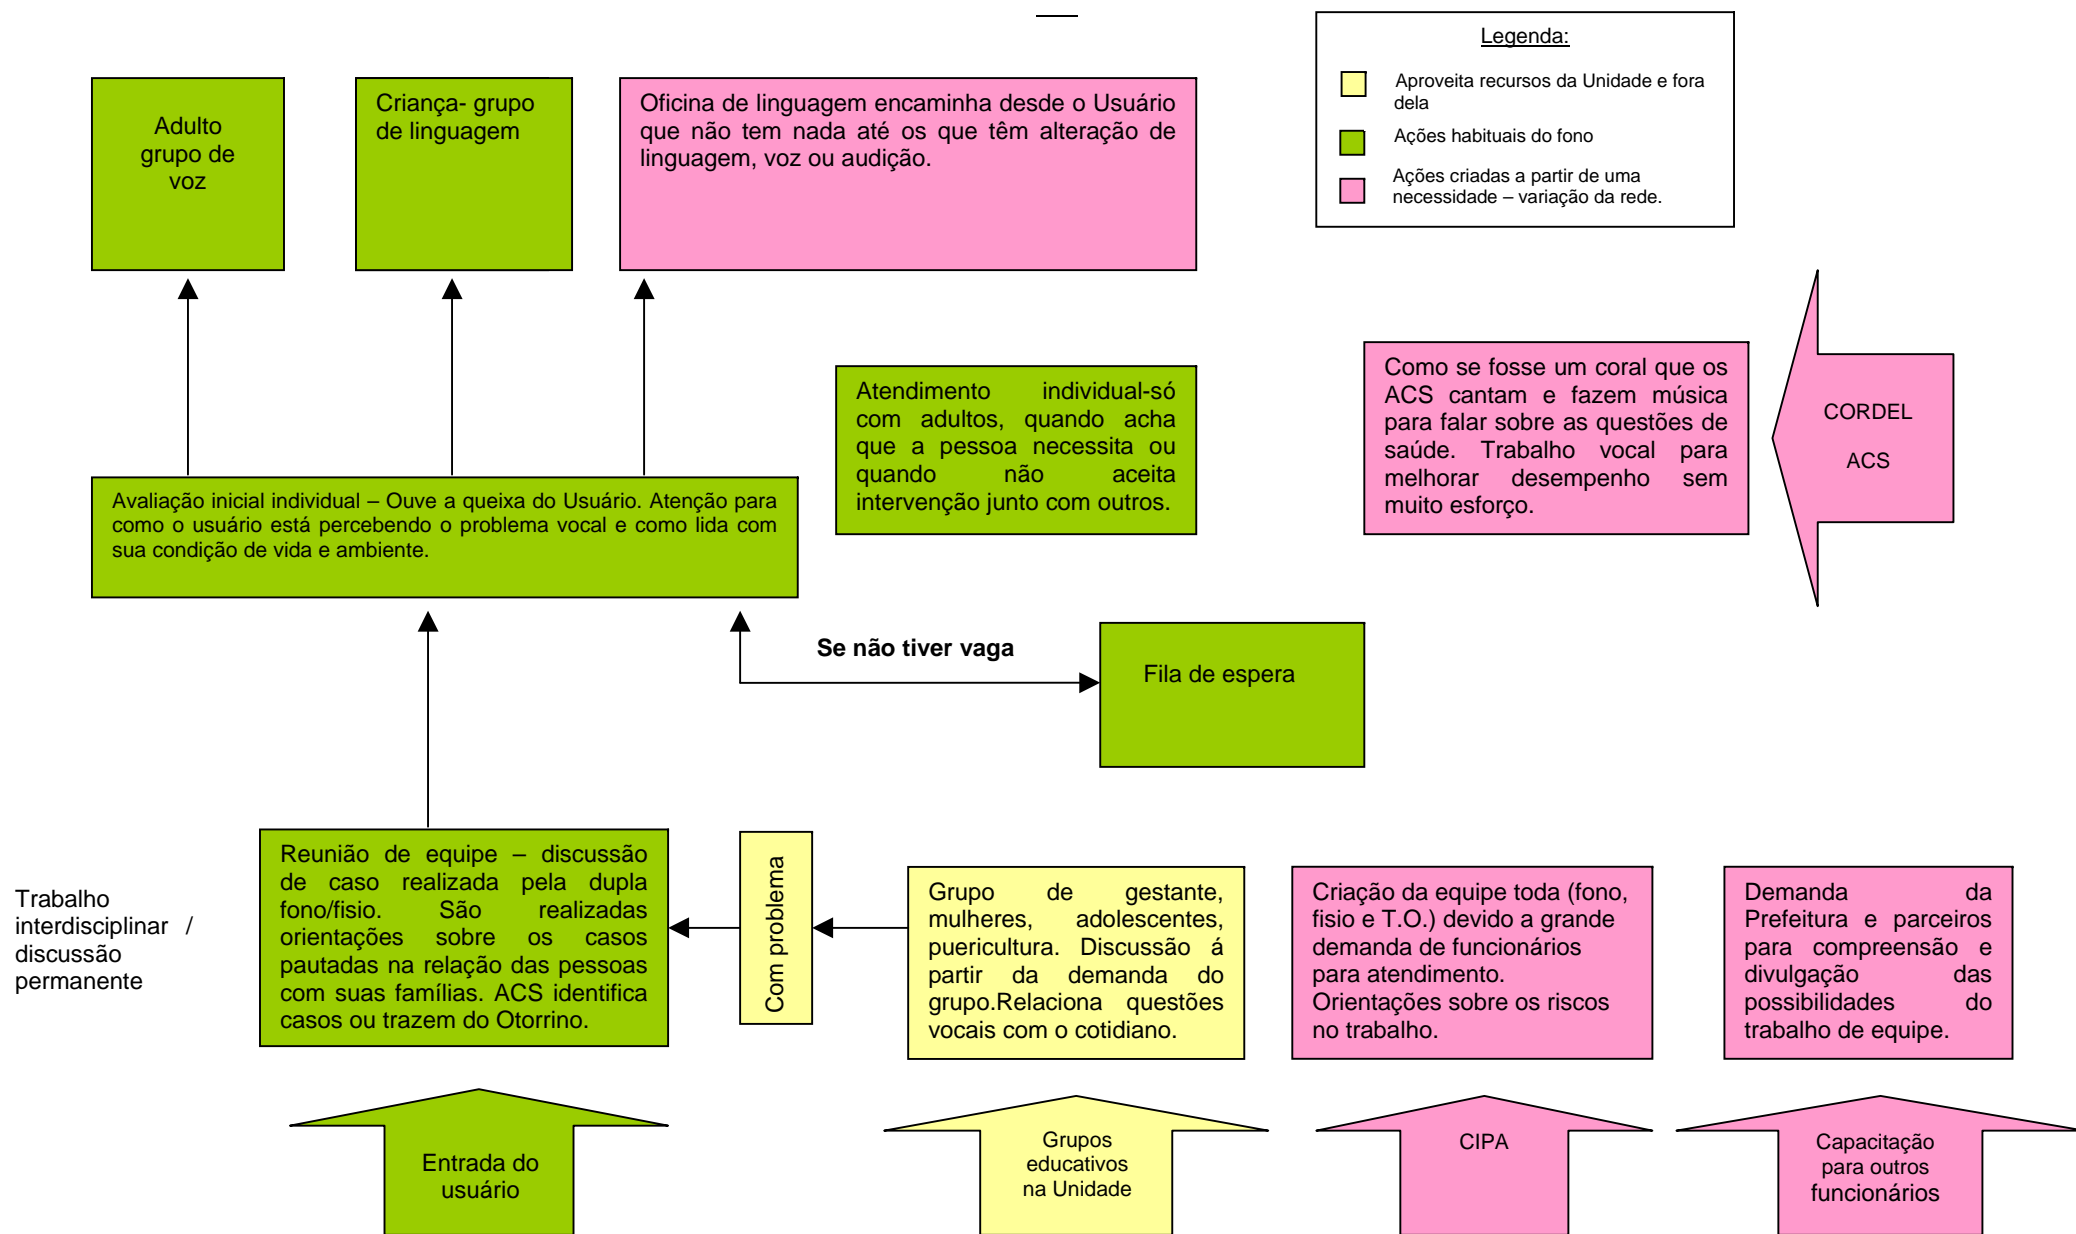 Legenda:
Aproveita recursos da Unidade e fora
dela
Ações habituais do fono
Ações criadas a partir de uma
necessidade – variação da rede.
Adulto
grupo de
voz
Criança- grupo
de linguagem
Oficina de linguagem encaminha desde o Usuário
que não tem nada até os que têm alteração de
linguagem, voz ou audição.
Atendimento individual-só
com adultos, quando acha
que a pessoa necessita ou
quando não aceita
intervenção junto com outros.
Como se fosse um coral que os
ACS cantam e fazem música
para falar sobre as questões de
saúde. Trabalho vocal para
melhorar desempenho sem
muito esforço.
CORDEL
ACS
Avaliação inicial individual – Ouve a queixa do Usuário. Atenção para
como o usuário está percebendo o problema vocal e como lida com
sua condição de vida e ambiente.
Se não tiver vaga
Fila de espera
Trabalho
interdisciplinar /
discussão
permanente
Reunião de equipe – discussão
de caso realizada pela dupla
fono/fisio. São realizadas
orientações sobre os casos
pautadas na relação das pessoas
com suas famílias. ACS identifica
casos ou trazem do Otorrino.
Com problema
Grupo de gestante,
mulheres, adolescentes,
puericultura. Discussão á
partir da demanda do
grupo.Relaciona questões
vocais com o cotidiano.
Criação da equipe toda (fono,
fisio e T.O.) devido a grande
demanda de funcionários
para atendimento.
Orientações sobre os riscos
no trabalho.
Demanda da
Prefeitura e parceiros
para compreensão e
divulgação das
possibilidades do
trabalho de equipe.
Entrada do
usuário
Grupos
educativos
na Unidade
CIPA
Capacitação
para outros
funcionários